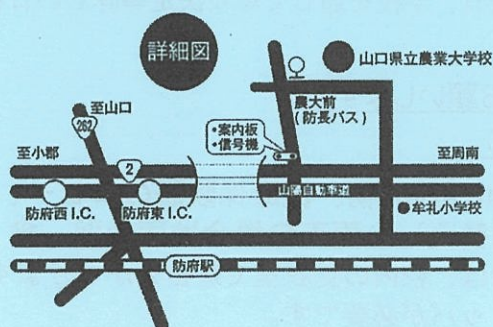 詳細図
山口県立農業大学校
至山口
262
農大前
(防長バス)
•案内板
•信号機
至小郡
2
至周南
山陽自動車道
防府西I.C.
防府東I.C.
●牟礼小学校
防府駅